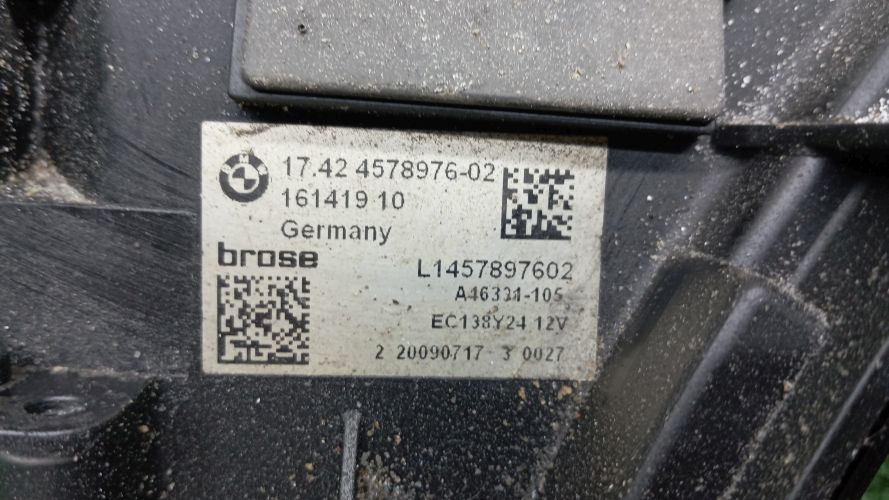 17.42 4578976-02
161419 10
Germany
brose
L1457897602
A46331-105
EC138Y24 12V
2 20090717 3 0027